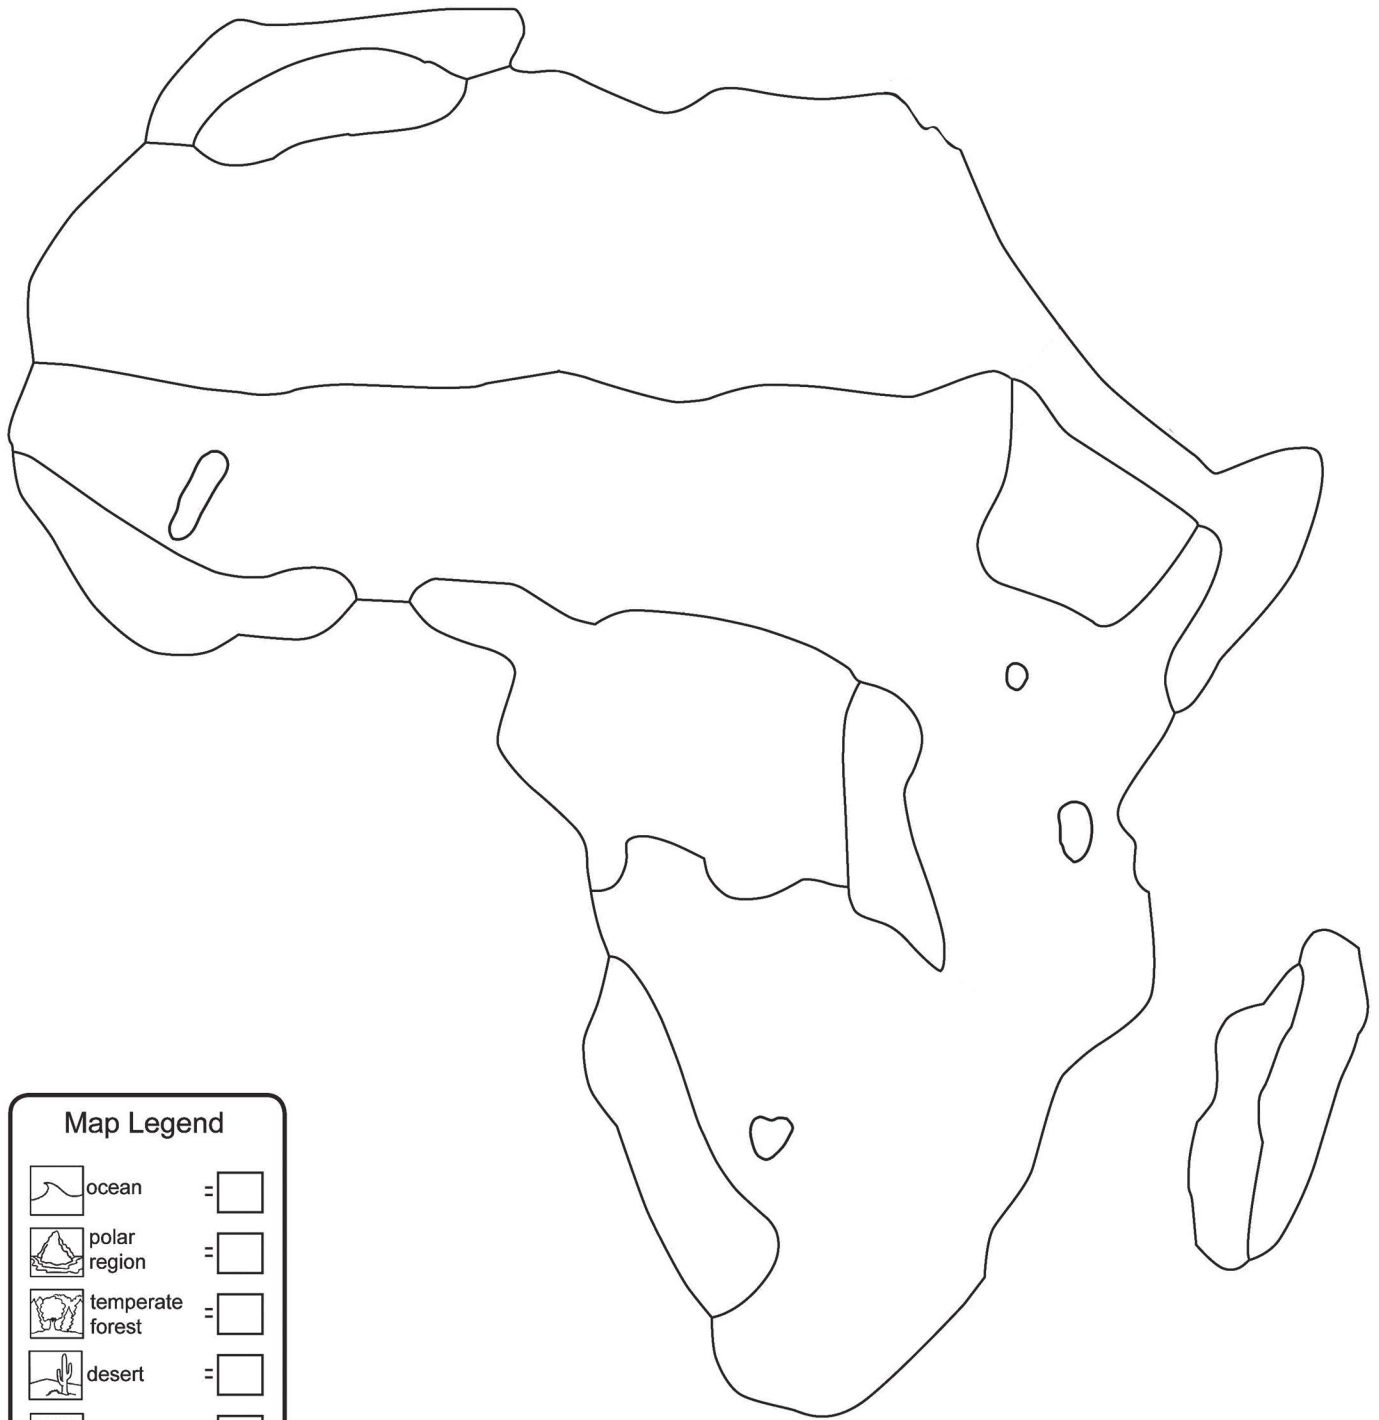 Map Legend
ocean =
polar
region =
temperate
forest =
desert =